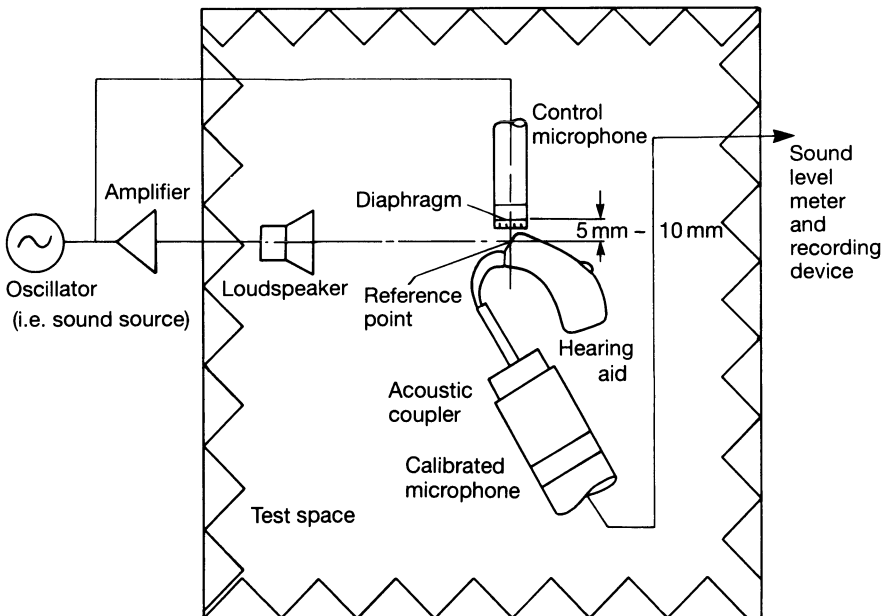 Control
microphone
Sound
level
meter
and
recording
device
Amplifier
Diaphragm
5 mm – 10 mm
Oscillator
(i.e. sound source)
Loudspeaker
Reference
point
Hearing
aid
Acoustic
coupler
Calibrated
microphone
Test space